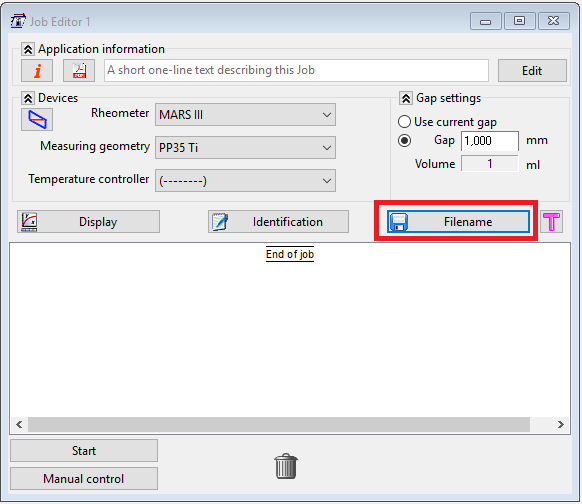 Job Editor 1
Application information
i
A short one-line text describing this Job
Edit
Devices
Rheometer
MARS III
Measuring geometry
PP35 Ti
Temperature controller
(--------)
Gap settings
Use current gap
Gap 1,000 mm
Volume 1 ml
Display
Identification
Filename
T
End of job
Start
Manual control